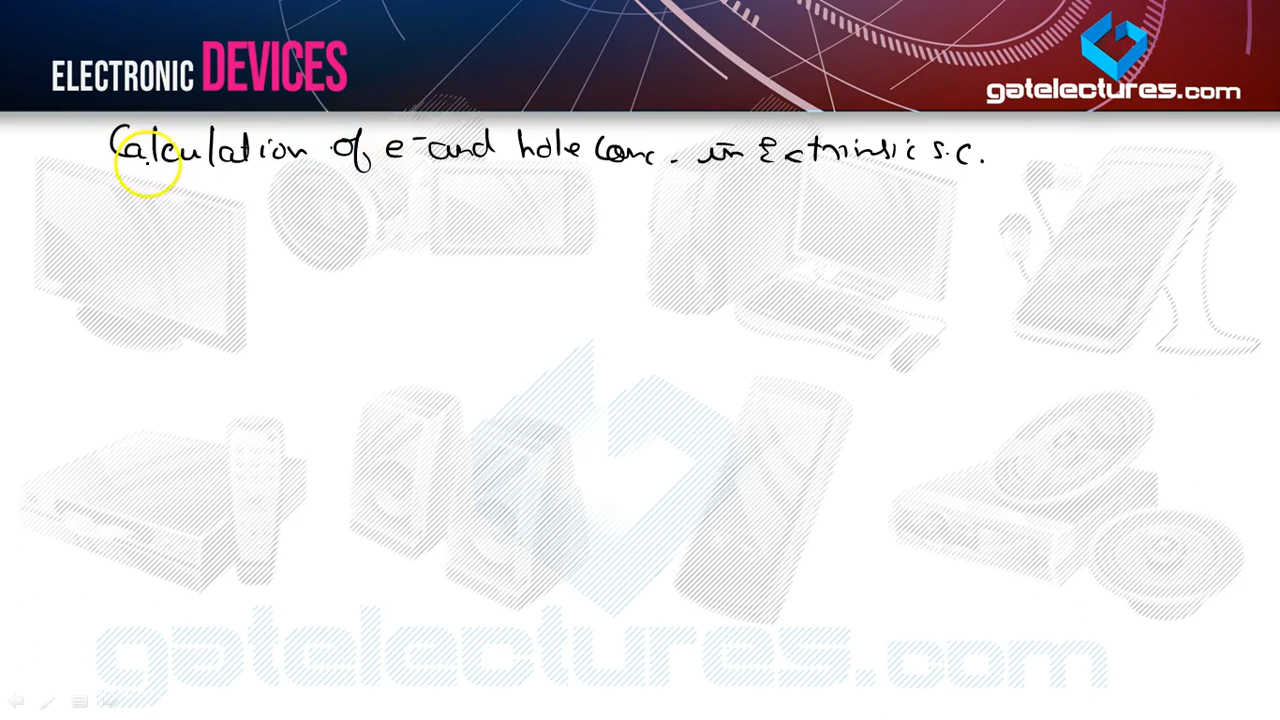 ELECTRONIC DEVICES
gatelectures.com
Calculation of e- and hole Conc. in Extrinsic s.c.
gatelectures.com